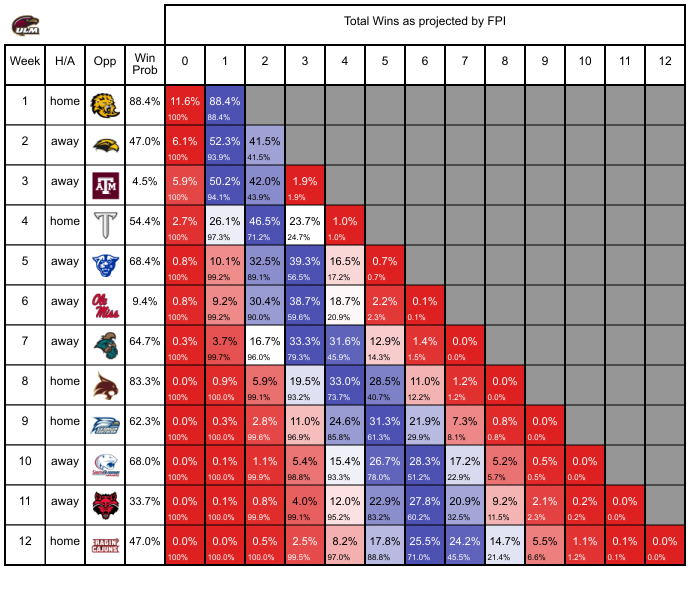 Total Wins as projected by FPI
ULM
Week H/A Opp Win Prob 0 1 2 3 4 5 6 7 8 9 10 11 12
1 home 88.4% 11.6% 88.4%
100% 88.4%
2 away 47.0% 6.1% 52.3% 41.5%
100% 93.9% 41.5%
3 away ATM 4.5% 5.9% 50.2% 42.0% 1.9%
100% 94.1% 43.9% 1.9%
4 home T 54.4% 2.7% 26.1% 46.5% 23.7% 1.0%
100% 97.3% 71.2% 24.7% 1.0%
5 away 68.4% 0.8% 10.1% 32.5% 39.3% 16.5% 0.7%
100% 99.2% 89.1% 56.5% 17.2% 0.7%
6 away Ole Miss 9.4% 0.8% 9.2% 30.4% 38.7% 18.7% 2.2% 0.1%
100% 99.2% 90.0% 59.6% 20.9% 2.3% 0.1%
7 away 64.7% 0.3% 3.7% 16.7% 33.3% 31.6% 12.9% 1.4% 0.0%
100% 99.7% 96.0% 79.3% 45.9% 14.3% 1.5% 0.0%
8 home 83.3% 0.0% 0.9% 5.9% 19.5% 33.0% 28.5% 11.0% 1.2% 0.0%
100% 100.0% 99.1% 93.2% 73.7% 40.7% 12.2% 1.2% 0.0%
9 home 62.3% 0.0% 0.3% 2.8% 11.0% 24.6% 31.3% 21.9% 7.3% 0.8% 0.0%
100% 100.0% 99.6% 96.9% 85.8% 61.3% 29.9% 8.1% 0.8% 0.0%
10 away 68.0% 0.0% 0.1% 1.1% 5.4% 15.4% 26.7% 28.3% 17.2% 5.2% 0.5% 0.0%
100% 100.0% 99.9% 98.8% 93.3% 78.0% 51.2% 22.9% 5.7% 0.5% 0.0%
11 away 33.7% 0.0% 0.1% 0.8% 4.0% 12.0% 22.9% 27.8% 20.9% 9.2% 2.1% 0.2% 0.0%
100% 100.0% 99.9% 99.1% 95.2% 83.2% 60.2% 32.5% 11.5% 2.3% 0.2% 0.0%
12 home RAGIN CAJUNS 47.0% 0.0% 0.0% 0.5% 2.5% 8.2% 17.8% 25.5% 24.2% 14.7% 5.5% 1.1% 0.1% 0.0%
100% 100.0% 100.0% 99.5% 97.0% 88.8% 71.0% 45.5% 21.4% 6.6% 1.2% 0.1% 0.0%